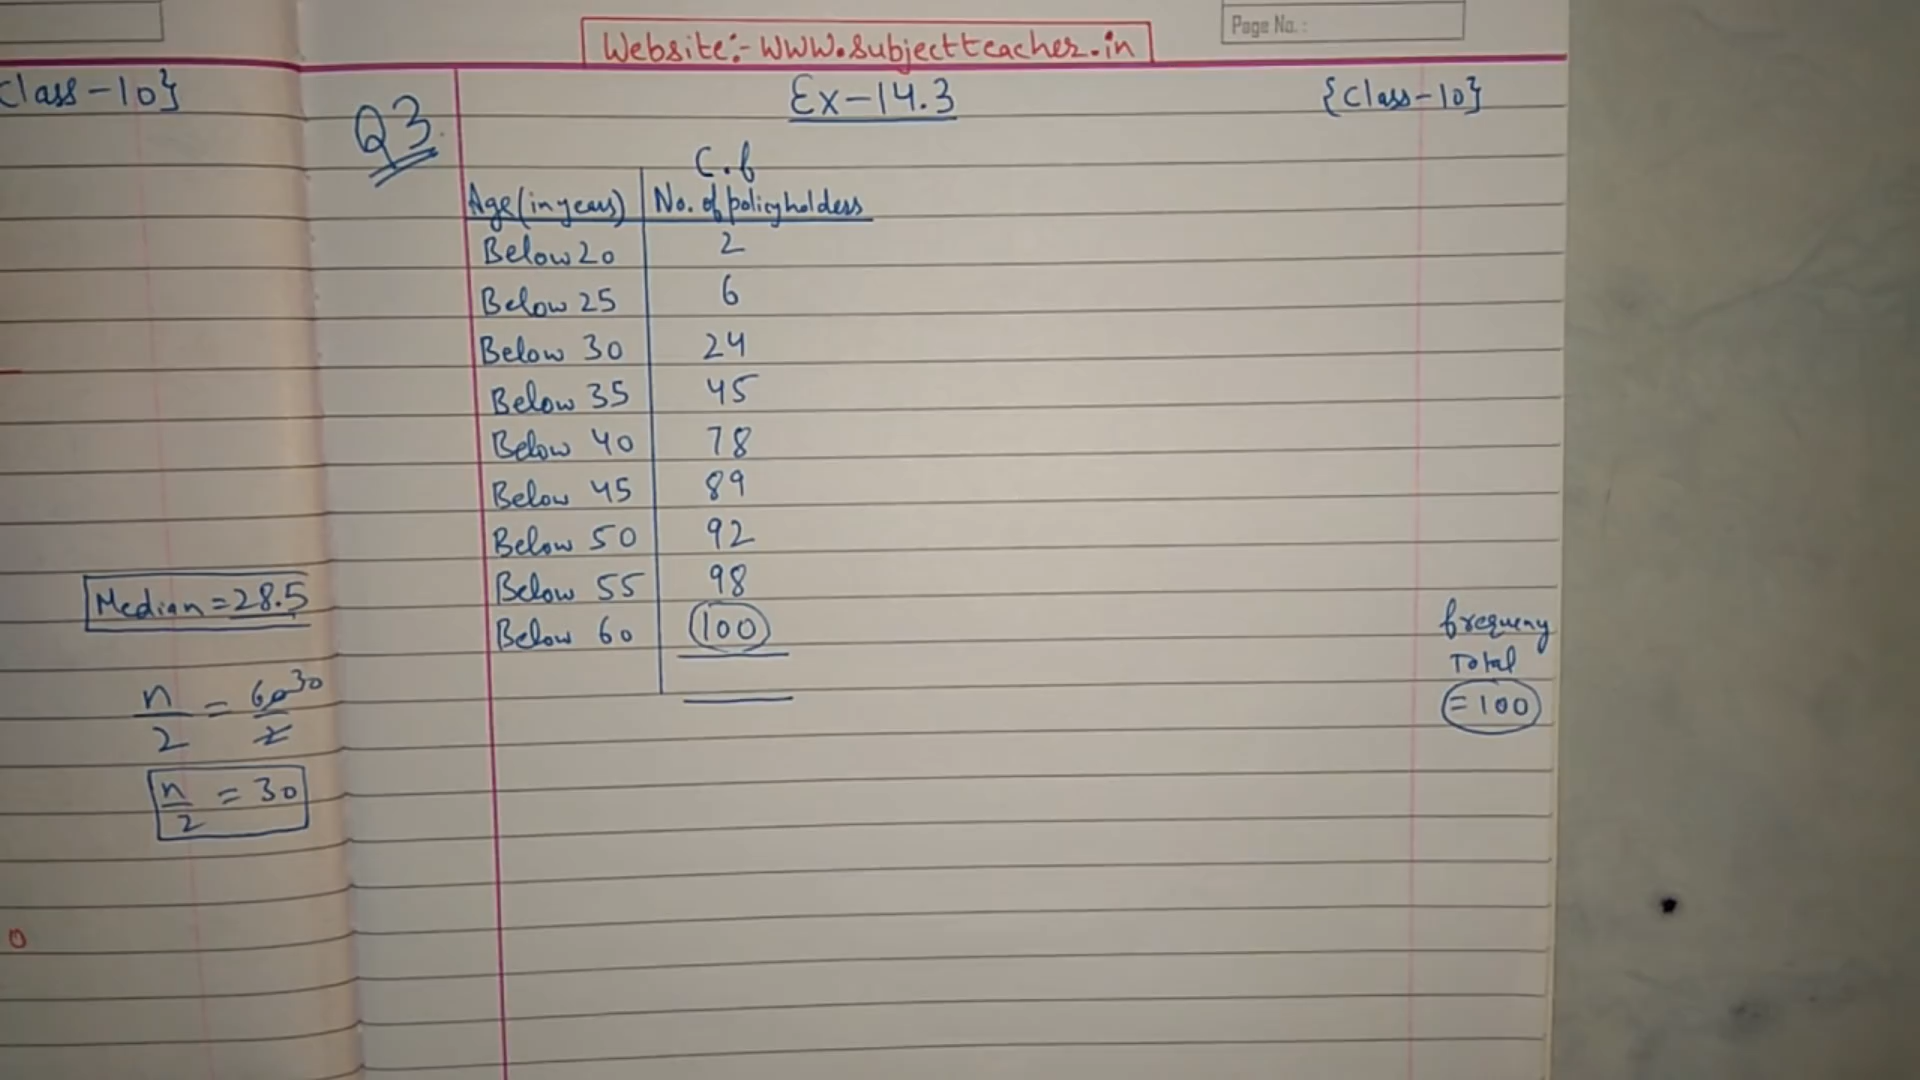 Page No. :
Website:- www.subjectteacher.in
Class-10}
Q3
Ex-14.3
{Class-10}
C.f
Age (in years) No. of policyholders
Below 20 2
Below 25 6
Below 30 24
Below 35 45
Below 40 78
Below 45 89
Below 50 92
Below 55 98
Below 60 100
Median = 28.5
n/2 = 60/2 30
n/2 = 30
0
frequeny
Total
= 100